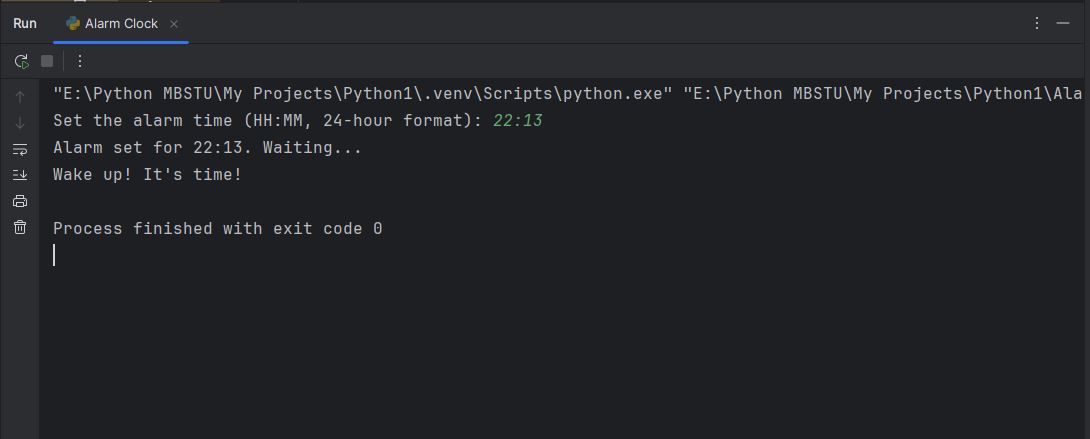 Run Alarm Clock
"E:\Python MBSTU\My Projects\Python1\.venv\Scripts\python.exe" "E:\Python MBSTU\My Projects\Python1\Ala
Set the alarm time (HH:MM, 24-hour format): 22:13
Alarm set for 22:13. Waiting...
Wake up! It's time!
Process finished with exit code 0